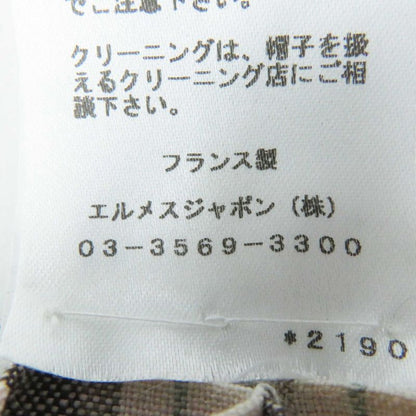 でご注意下さい。
クリーニングは、帽子を扱
えるクリーニング店にご相
談下さい。
フランス製
エルメスジャポン（株）
03-3569-3300
*2190